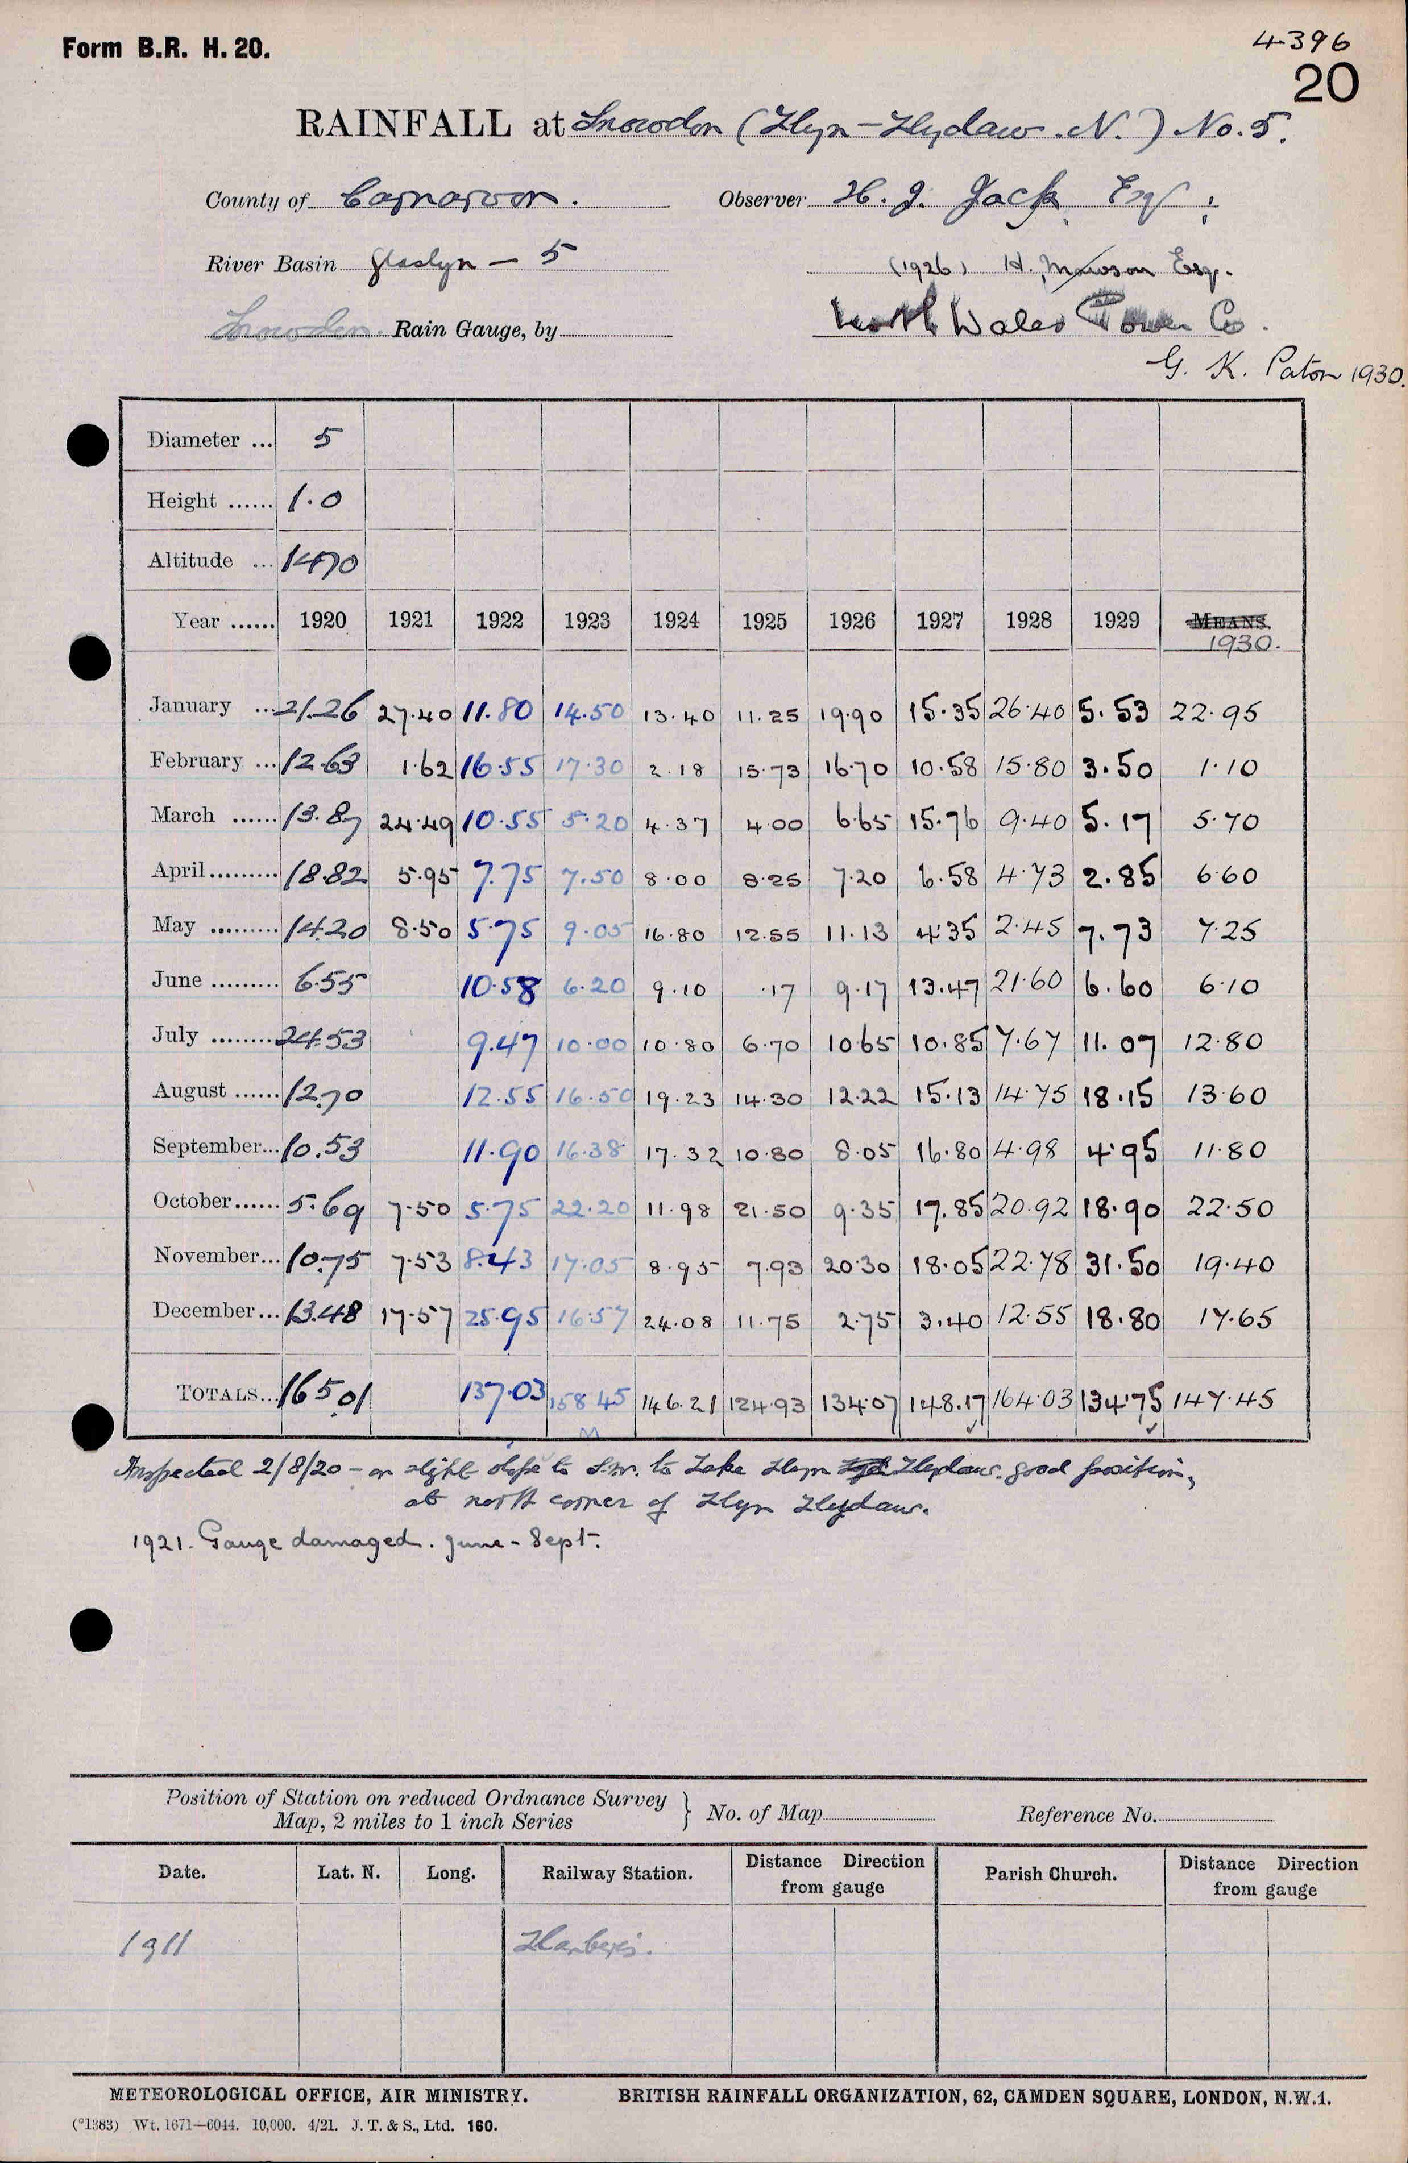 Form B.R. H. 20.
4396
20
RAINFALL at Snowdon (Llyn-Llydaw. N.) No. 5.
County of Carnarvon. Observer H. J. Jack Esq;
River Basin Glaslyn - 5 (1926) H. Mawson Esq.
Snowdon. Rain Gauge, by North Wales Power Co.
G. K. Paton 1930.
Diameter ... 5
Height ...... 1.0
Altitude ... 1470
Year ...... 1920 1921 1922 1923 1924 1925 1926 1927 1928 1929 MEANS.
1930.
January ... 21.26 27.40 11.80 14.50 13.40 11.25 19.90 15.35 26.40 5.53 22.95
February ... 12.63 1.62 16.55 17.30 2.18 15.73 16.70 10.58 15.80 3.50 1.10
March ...... 13.87 24.49 10.55 5.20 4.37 4.00 6.65 15.76 9.40 5.17 5.70
April......... 18.82 5.95 7.75 7.50 8.00 8.25 7.20 6.58 4.73 2.85 6.60
May ......... 14.20 8.50 5.75 9.05 16.80 12.55 11.13 4.35 2.45 7.73 7.25
June ......... 6.55 10.58 6.20 9.10 .17 9.17 13.47 21.60 6.60 6.10
July ......... 24.53 9.47 10.00 10.80 6.70 10.65 10.85 7.67 11.07 12.80
August ...... 12.70 12.55 16.50 19.23 14.30 12.22 15.13 14.75 18.15 13.60
September... 10.53 11.90 16.38 17.32 10.80 8.05 16.80 4.98 4.95 11.80
October...... 5.69 7.50 5.75 22.20 11.98 21.50 9.35 17.85 20.92 18.90 22.50
November... 10.75 7.53 8.43 17.05 8.95 7.93 20.30 18.05 22.78 31.50 19.40
December... 13.48 17.57 25.95 16.57 24.08 11.75 2.75 3.40 12.55 18.80 17.65
TOTALS... 165.01 137.03 158.45 146.21 124.93 134.07 148.17 164.03 134.75 147.45
Inspected 2/8/20 - on slight slope to S.W. to Lake Llyn Llydaw. good position,
at north corner of Llyn Llydaw.
1921. Gauge damaged. June - Sept.
Position of Station on reduced Ordnance Survey
Map, 2 miles to 1 inch Series } No. of Map Reference No.
Date. Lat. N. Long. Railway Station. Distance Direction from gauge Parish Church. Distance Direction from gauge
1911 Llanberis.
METEOROLOGICAL OFFICE, AIR MINISTRY. BRITISH RAINFALL ORGANIZATION, 62, CAMDEN SQUARE, LONDON, N.W.1.
(*1383) Wt. 1671—6044. 10,000. 4/21. J. T. & S., Ltd. 160.